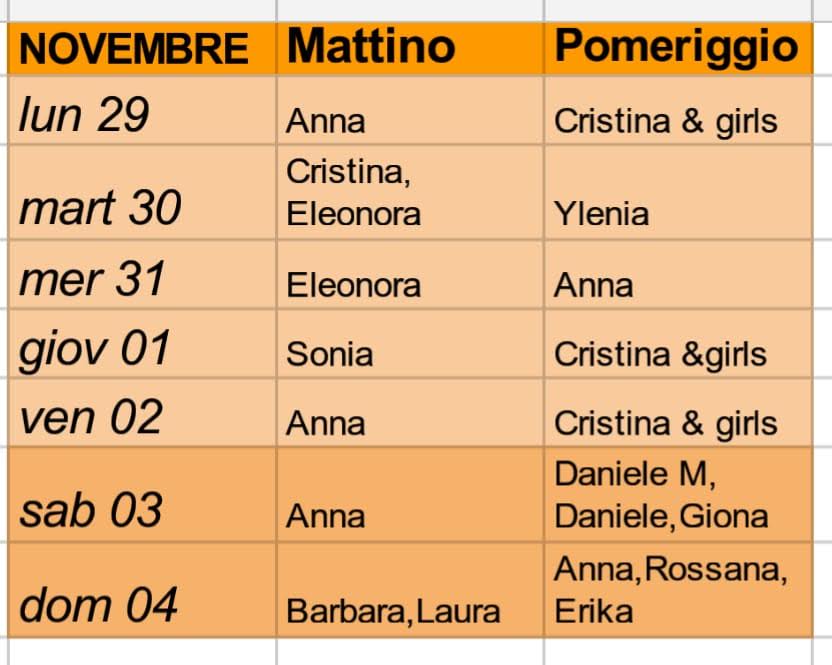 NOVEMBRE Mattino Pomeriggio
lun 29 Anna Cristina & girls
Cristina,
mart 30 Eleonora Ylenia
mer 31 Eleonora Anna
giov 01 Sonia Cristina &girls
ven 02 Anna Cristina & girls
Daniele M,
sab 03 Anna Daniele,Giona
Anna,Rossana,
dom 04 Barbara,Laura Erika